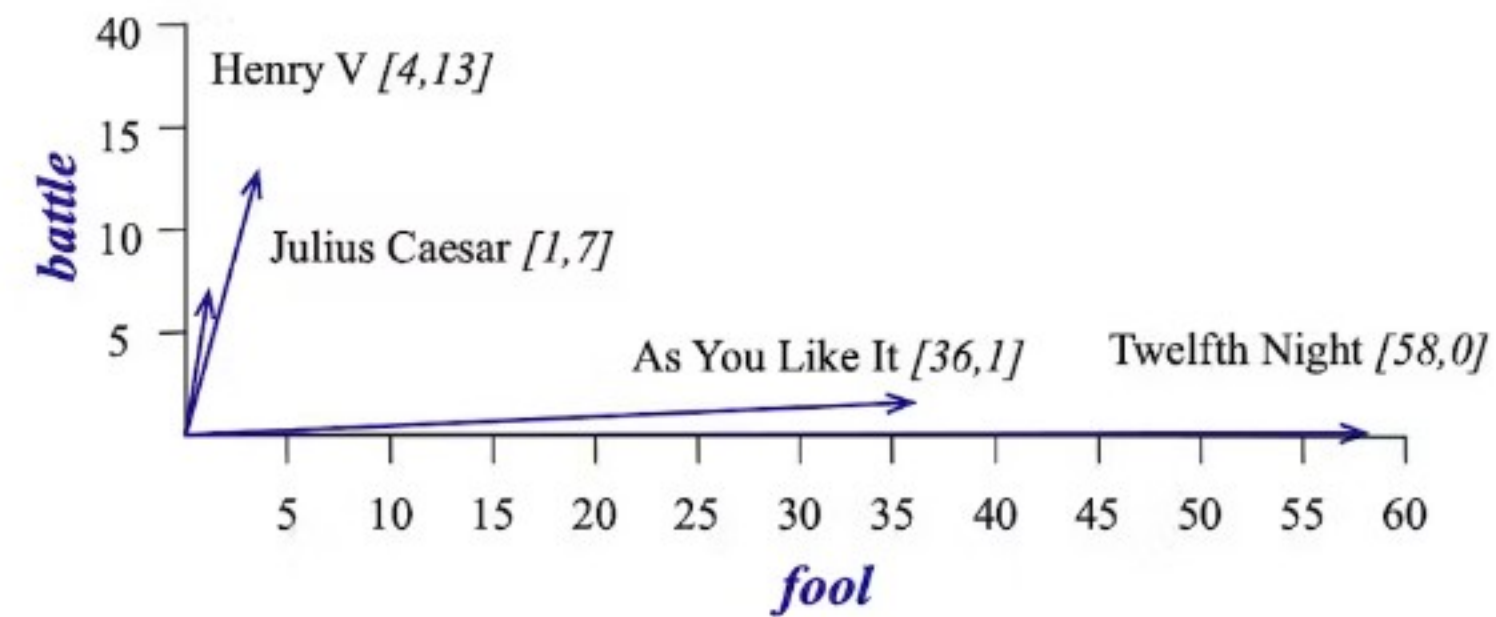 40
Henry V [4,13]
15
battle
10
Julius Caesar [1,7]
5
As You Like It [36,1]
Twelfth Night [58,0]
5 10 15 20 25 30 35 40 45 50 55 60
fool